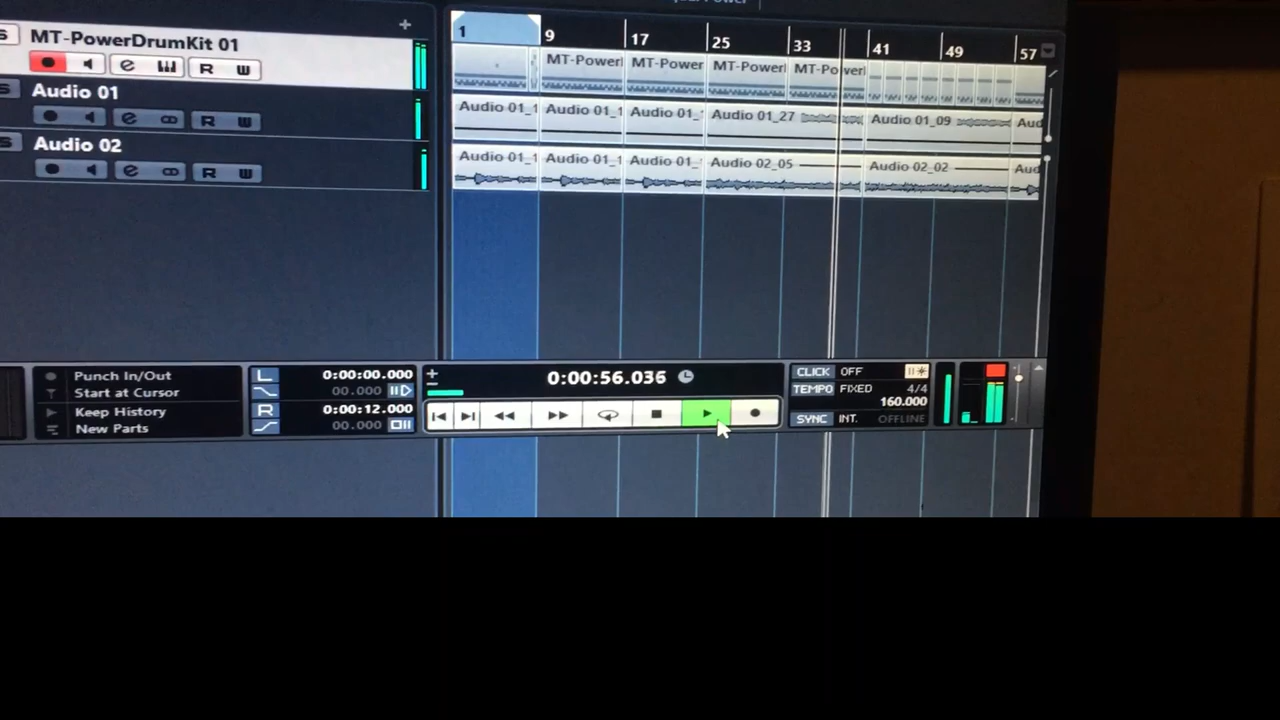 MT-PowerDrumKit 01
S
e R W
Audio 01
e R W
Audio 02
e R W
1 9 17 25 33 41 49 57
MT-Power MT-Power MT-Power MT-Power
Audio 01_1 Audio 01_1 Audio 01_ Audio 01_27 Audio 01_09 Aud
Audio 01_1 Audio 01_1 Audio 01_ Audio 02_05 Audio 02_02 Aud
Punch In/Out
Start at Cursor
Keep History
New Parts
L 0:00:00.000
00.000
R 0:00:12.000
00.000
0:00:56.036
CLICK OFF
TEMPO FIXED 4/4
160.000
SYNC INT. OFFLINE